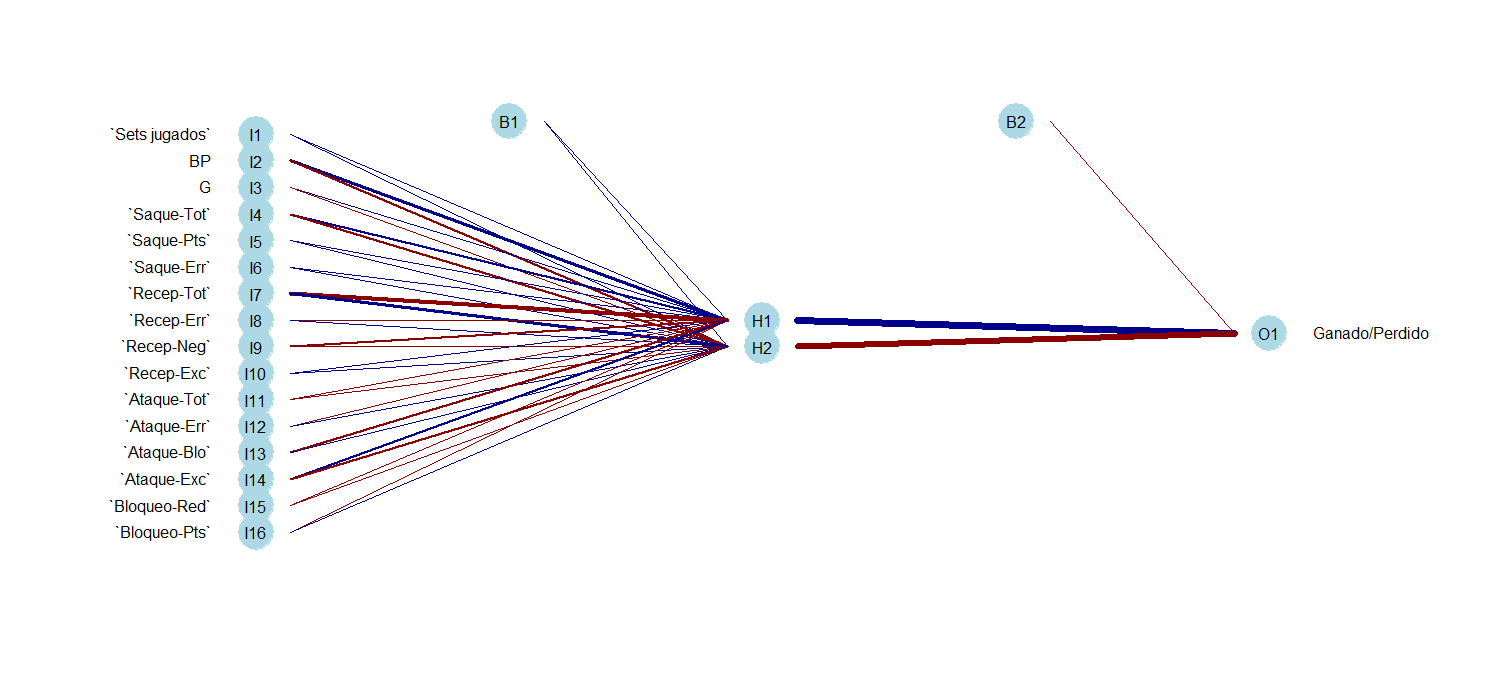 B1
B2
`Sets jugados` I1
BP I2
G I3
`Saque-Tot` I4
`Saque-Pts` I5
`Saque-Err` I6
`Recep-Tot` I7
`Recep-Err` I8
`Recep-Neg` I9
`Recep-Exc` I10
`Ataque-Tot` I11
`Ataque-Err` I12
`Ataque-Blo` I13
`Ataque-Exc` I14
`Bloqueo-Red` I15
`Bloqueo-Pts` I16
H1
H2
O1 Ganado/Perdido